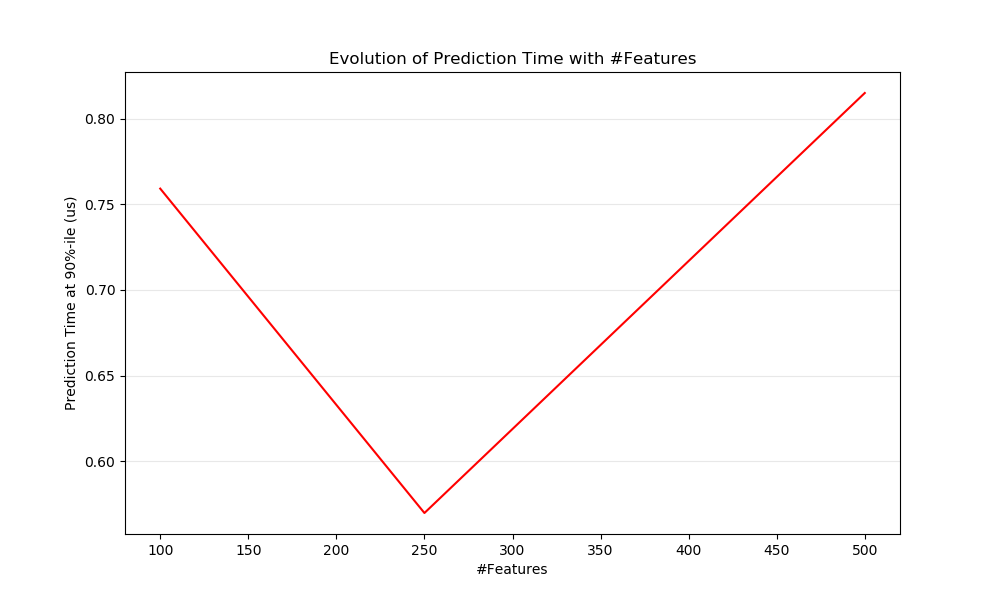 Evolution of Prediction Time with #Features
Prediction Time at 90%-ile (us)
0.80
0.75
0.70
0.65
0.60
100 150 200 250 300 350 400 450 500
#Features